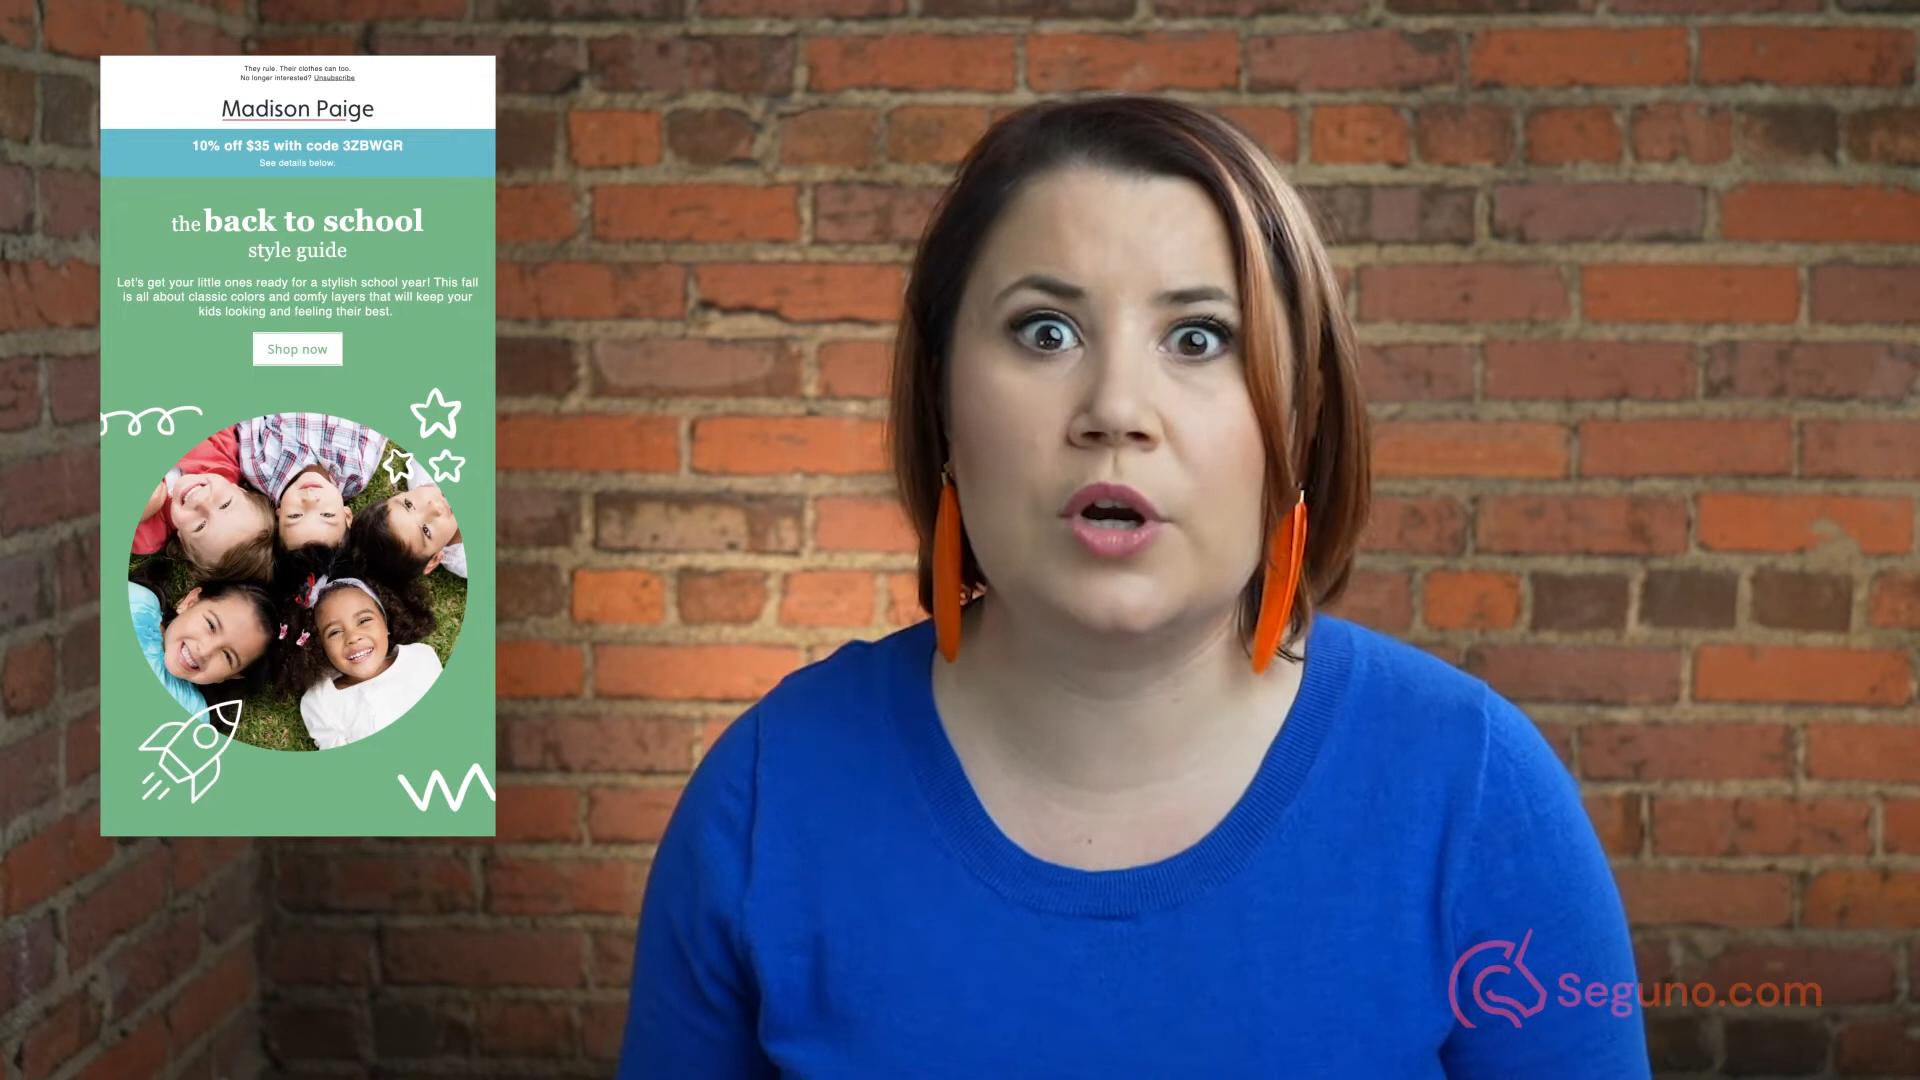 They rule. Their clothes can too.
No longer interested? Unsubscribe
Madison Paige
10% off $35 with code 3ZBWGR
See details below.
the back to school
style guide
Let's get your little ones ready for a stylish school year! This fall
is all about classic colors and comfy layers that will keep your
kids looking and feeling their best.
Shop now
Seguno.com